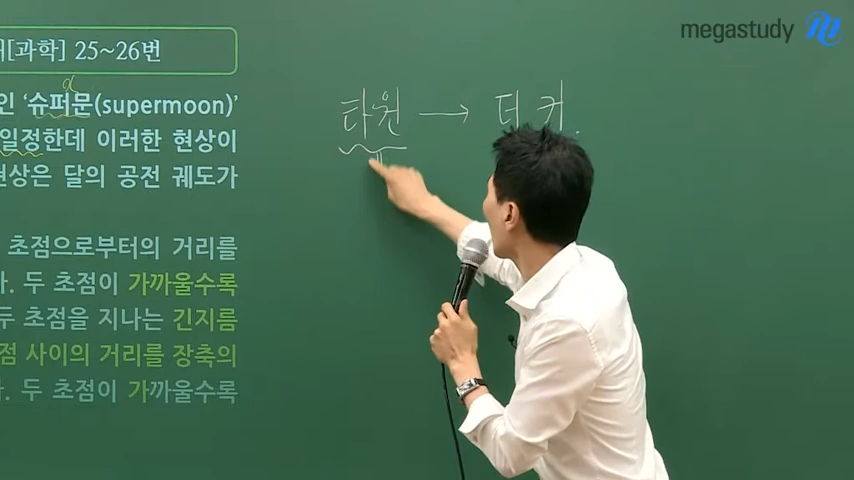 megastudy
[과학] 25~26번
인 '슈퍼문(supermoon)'
일정한데 이러한 현상이
현상은 달의 공전 궤도가
초점으로부터의 거리를
. 두 초점이 가까울수록
두 초점을 지나는 긴지름
점 사이의 거리를 장축의
. 두 초점이 가까울수록
타원 → 더 커.